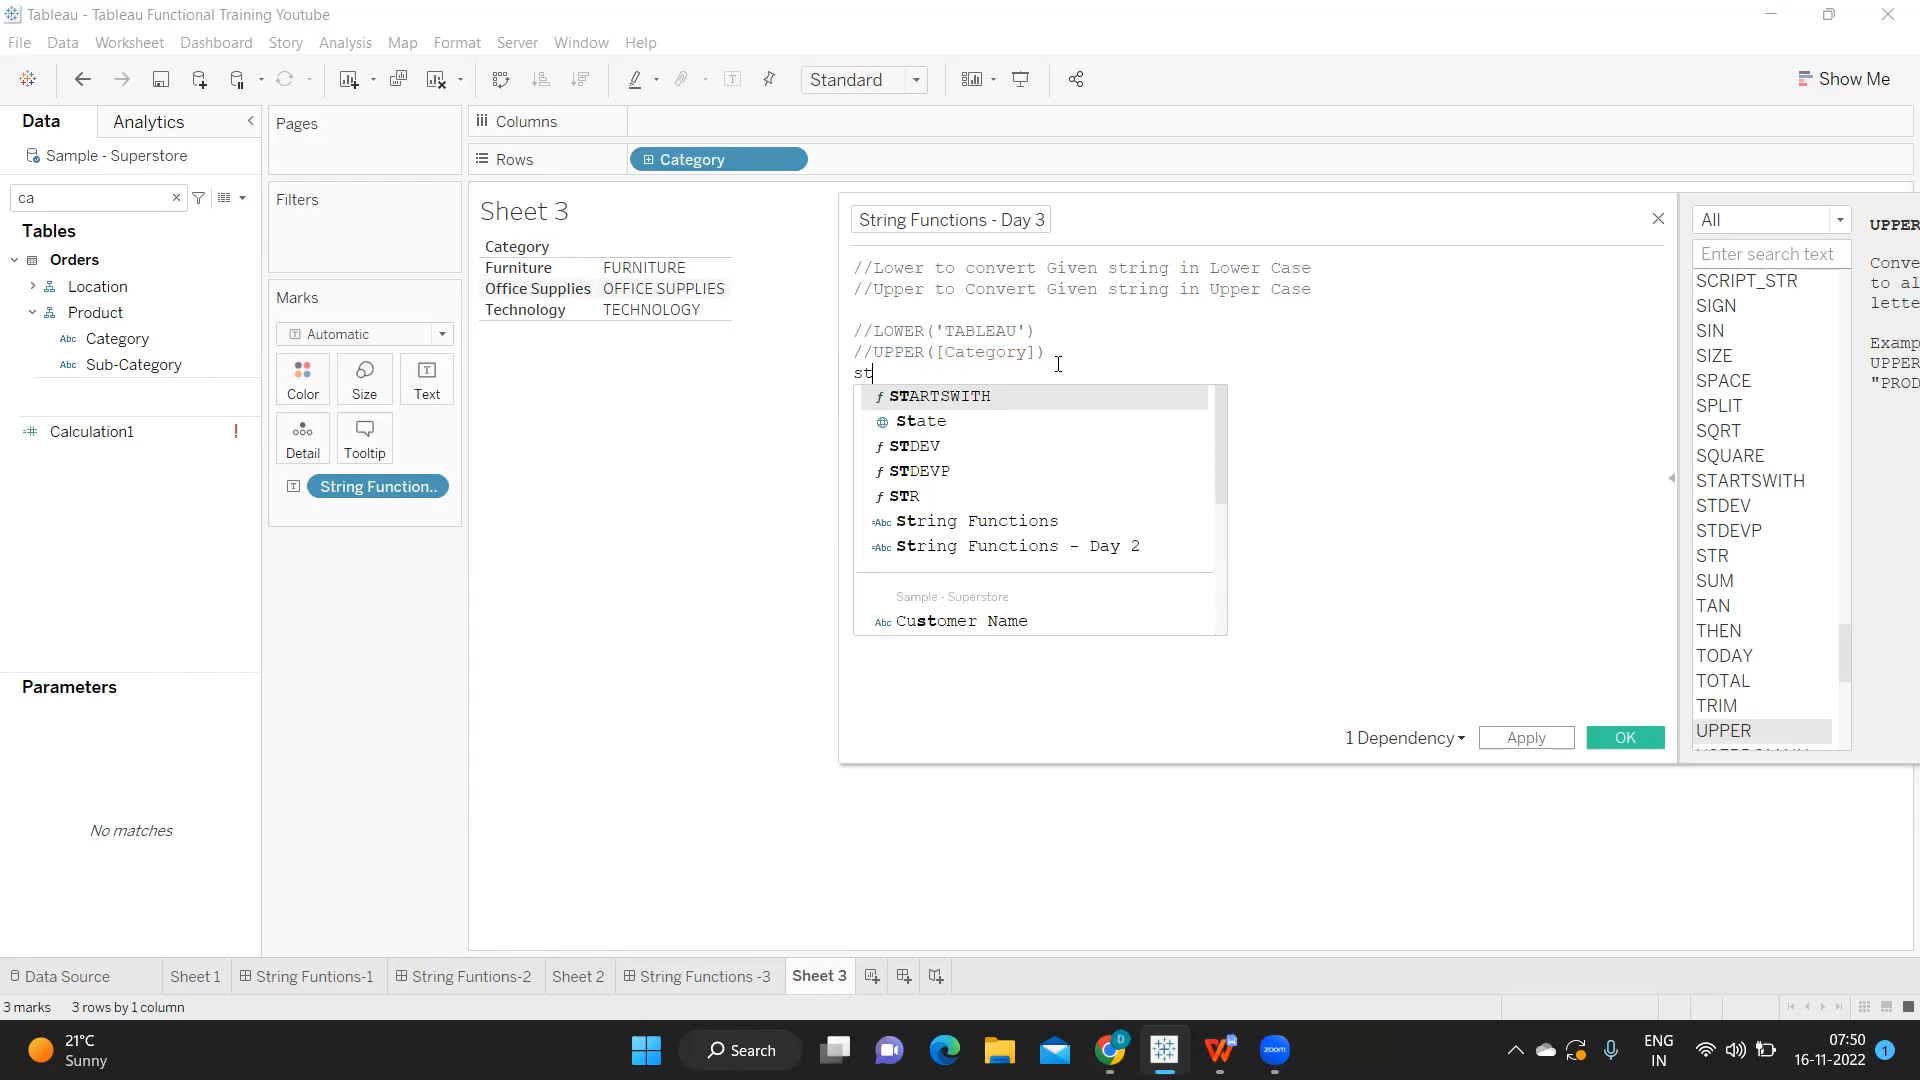 Tableau - Tableau Functional Training Youtube
File Data Worksheet Dashboard Story Analysis Map Format Server Window Help
Standard
Show Me
Data Analytics
Pages
Columns
Sample - Superstore
Rows
Category
ca
Filters
Tables
Orders
Location
Product
Abc Category
Abc Sub-Category
Calculation1 !
Marks
Automatic
Color Size Text
Detail Tooltip
String Function..
Sheet 3
Category
Furniture FURNITURE
Office Supplies OFFICE SUPPLIES
Technology TECHNOLOGY
String Functions - Day 3
//Lower to convert Given string in Lower Case
//Upper to Convert Given string in Upper Case
//LOWER('TABLEAU')
//UPPER([Category])
st
STARTSWITH
State
STDEV
STDEVP
STR
=Abc String Functions
=Abc String Functions - Day 2
Sample - Superstore
Abc Customer Name
1 Dependency
Apply
OK
All
Enter search text
SCRIPT_STR
SIGN
SIN
SIZE
SPACE
SPLIT
SQRT
SQUARE
STARTSWITH
STDEV
STDEVP
STR
SUM
TAN
THEN
TODAY
TOTAL
TRIM
UPPER
UPPER
Conve
to al
lette
Examp
UPPER
"PROD
Parameters
No matches
Data Source Sheet 1 String Funtions-1 String Funtions-2 Sheet 2 String Functions -3 Sheet 3
3 marks 3 rows by 1 column
21°C
Sunny
Search
zoom
ENG
IN
07:50
16-11-2022
1